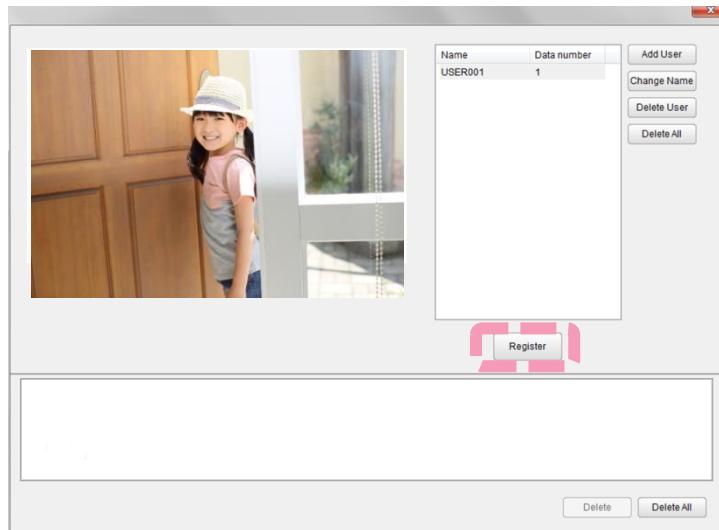 Name Data number
USER001 1
Add User
Change Name
Delete User
Delete All
Register
Delete Delete All